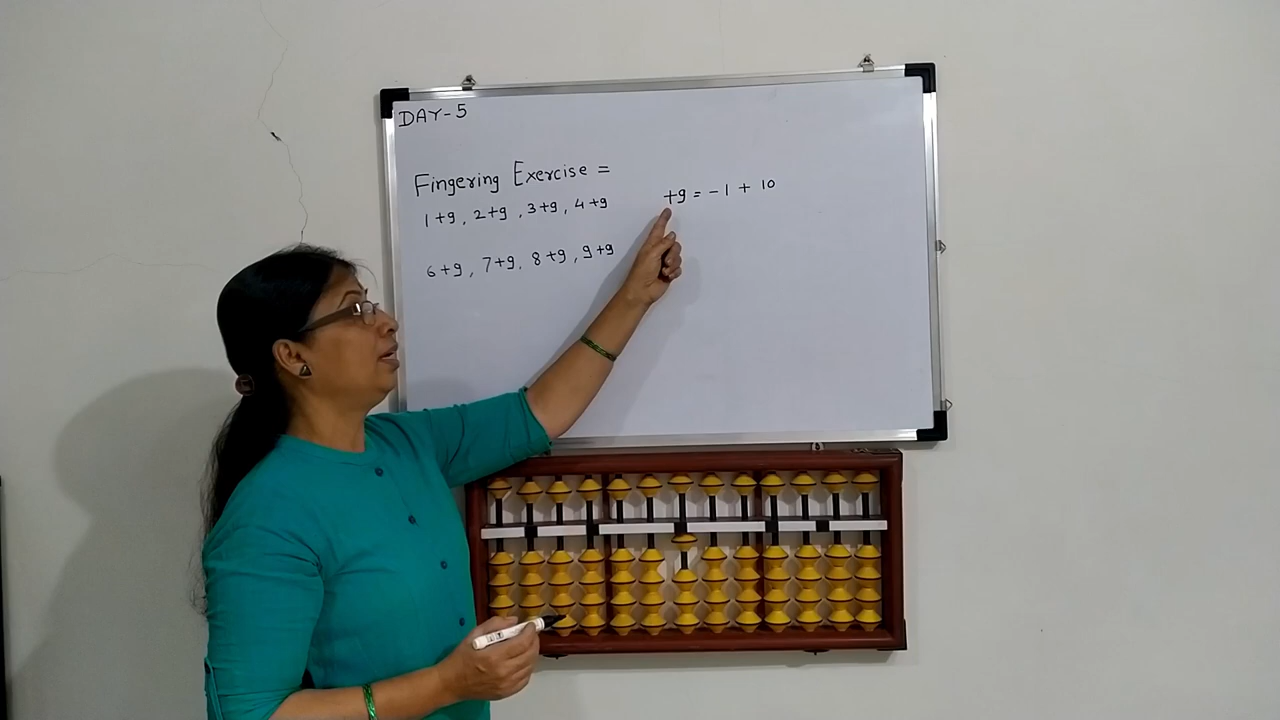 DAY-5
Fingering Exercise =
1+9, 2+9, 3+9, 4+9
+9 = -1 + 10
6+9, 7+9, 8+9, 9+9